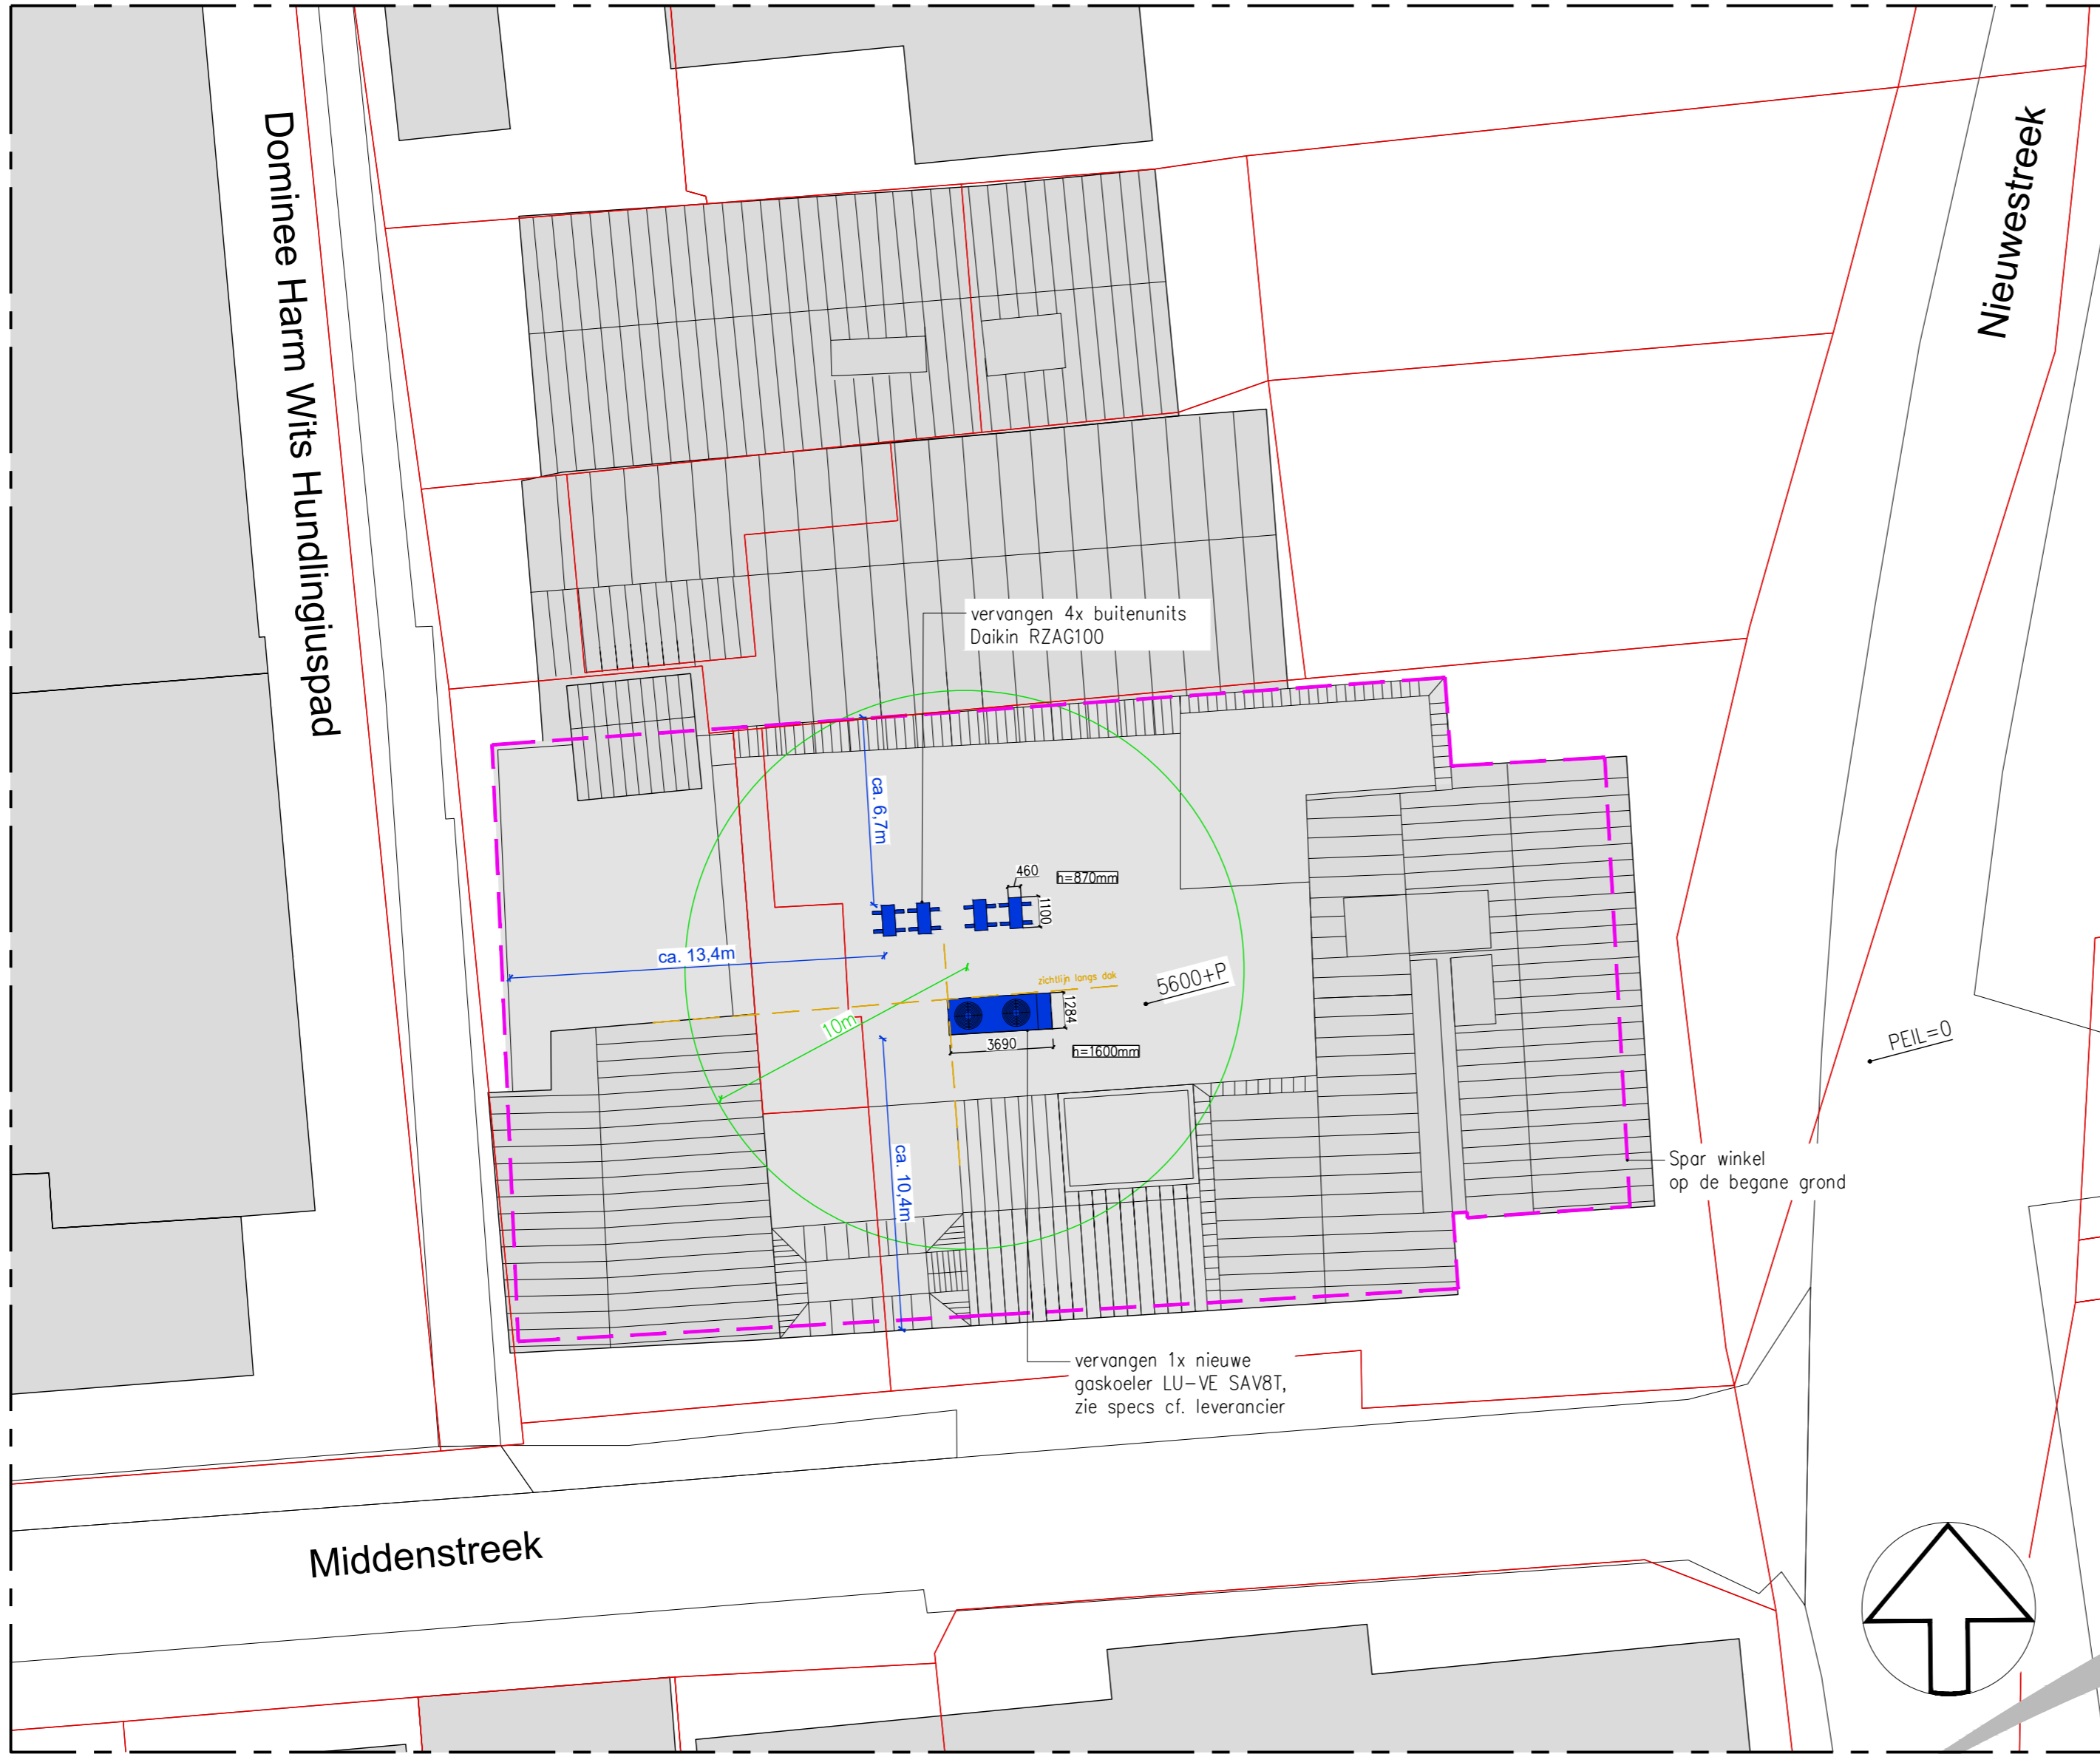 Dominee Harm Wits Hundlingiuspad
Nieuwestreek
vervangen 4x buitenunits
Daikin RZAG100
ca. 6,7m
460
h=870mm
1100
ca. 13,4m
zichtlijn langs dak
5600+P
10m
1284
3690
h=1600mm
PEIL=0
ca. 10,4m
Spar winkel
op de begane grond
vervangen 1x nieuwe
gaskoeler LU-VE SAV8T,
zie specs cf. leverancier
Middenstreek